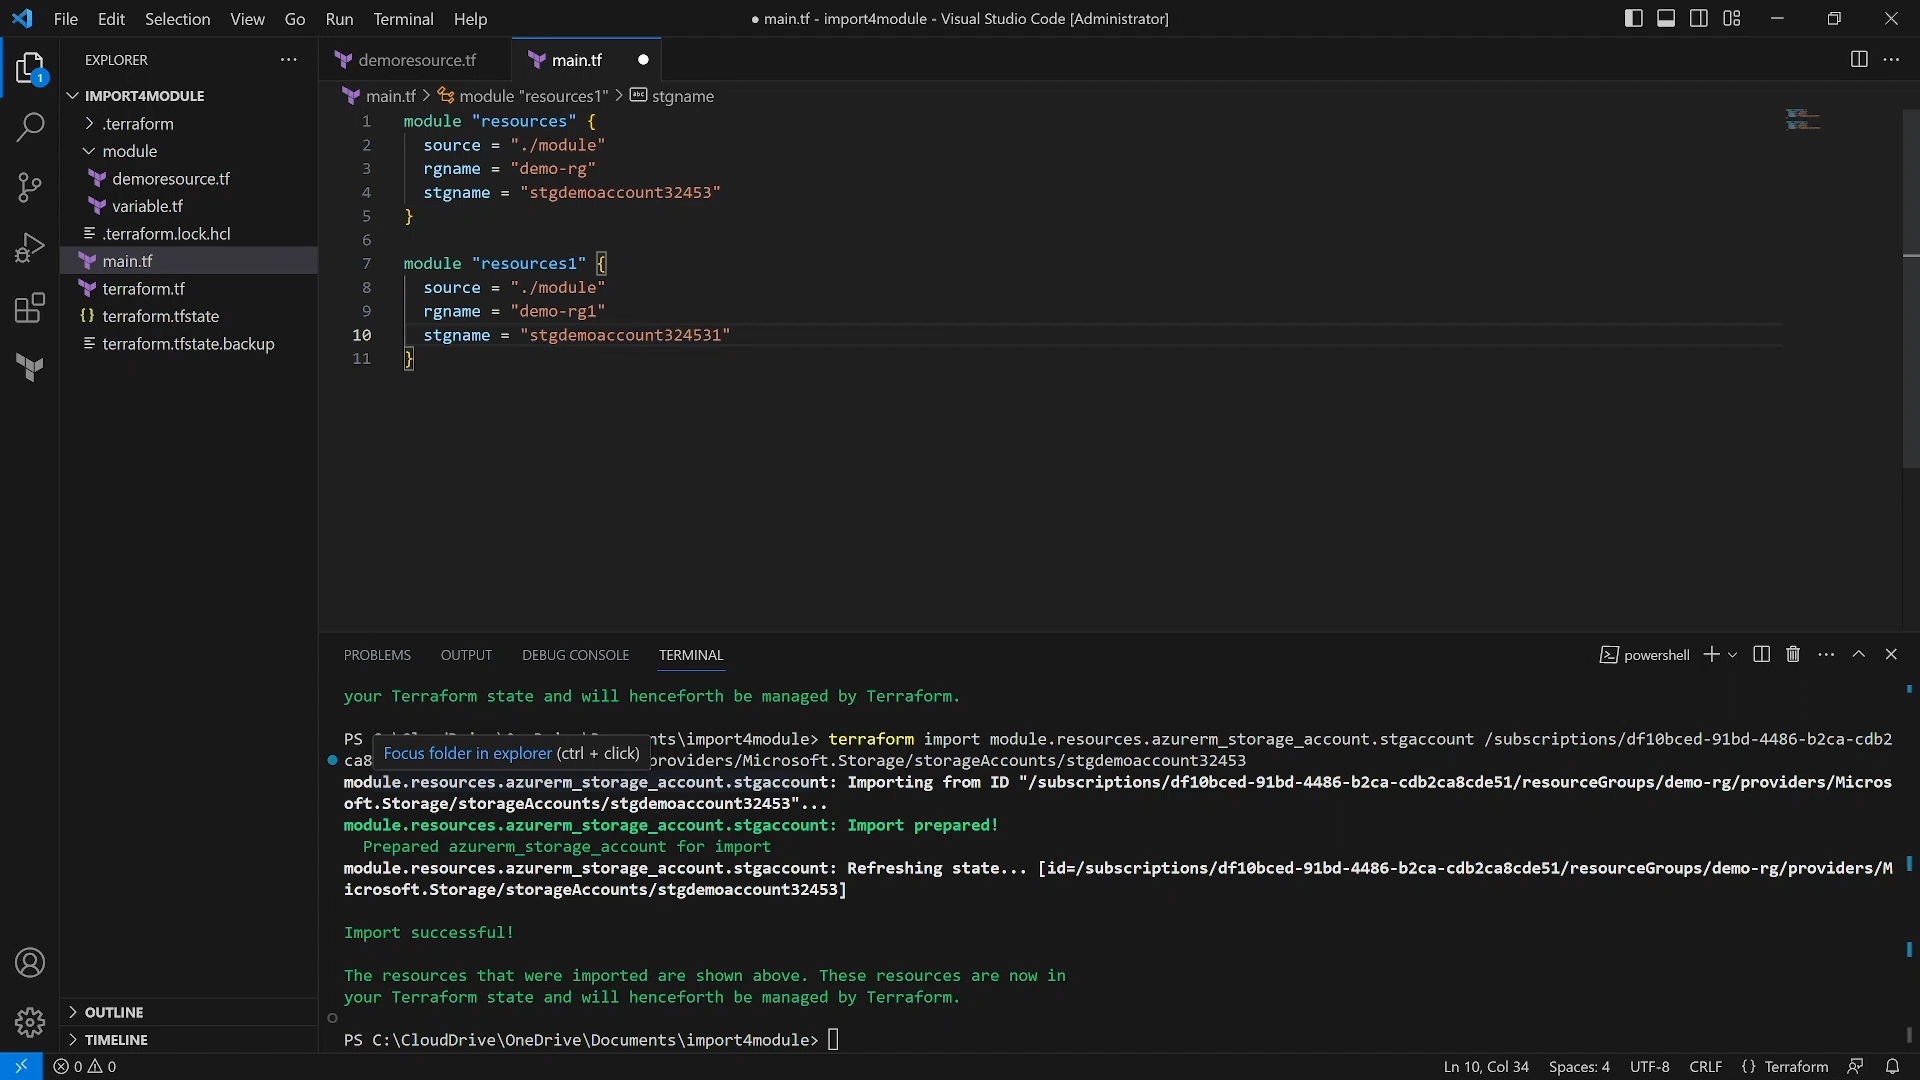 File Edit Selection View Go Run Terminal Help
● main.tf - import4module - Visual Studio Code [Administrator]
1
EXPLORER
demoresource.tf
main.tf
IMPORT4MODULE
.terraform
module
demoresource.tf
variable.tf
.terraform.lock.hcl
main.tf
terraform.tf
terraform.tfstate
terraform.tfstate.backup
OUTLINE
TIMELINE
main.tf > module "resources1" > abc stgname
1 module "resources" {
2 source = "./module"
3 rgname = "demo-rg"
4 stgname = "stgdemoaccount32453"
5 }
6
7 module "resources1" {
8 source = "./module"
9 rgname = "demo-rg1"
10 stgname = "stgdemoaccount324531"
11 }
PROBLEMS OUTPUT DEBUG CONSOLE TERMINAL
powershell
your Terraform state and will henceforth be managed by Terraform.
PS nts\import4module> terraform import module.resources.azurerm_storage_account.stgaccount /subscriptions/df10bced-91bd-4486-b2ca-cdb2
Focus folder in explorer (ctrl + click)
ca8 providers/Microsoft.Storage/storageAccounts/stgdemoaccount32453
module.resources.azurerm_storage_account.stgaccount: Importing from ID "/subscriptions/df10bced-91bd-4486-b2ca-cdb2ca8cde51/resourceGroups/demo-rg/providers/Micros
oft.Storage/storageAccounts/stgdemoaccount32453"...
module.resources.azurerm_storage_account.stgaccount: Import prepared!
Prepared azurerm_storage_account for import
module.resources.azurerm_storage_account.stgaccount: Refreshing state... [id=/subscriptions/df10bced-91bd-4486-b2ca-cdb2ca8cde51/resourceGroups/demo-rg/providers/M
icrosoft.Storage/storageAccounts/stgdemoaccount32453]
Import successful!
The resources that were imported are shown above. These resources are now in
your Terraform state and will henceforth be managed by Terraform.
PS C:\CloudDrive\OneDrive\Documents\import4module>
0 0
Ln 10, Col 34 Spaces: 4 UTF-8 CRLF {} Terraform